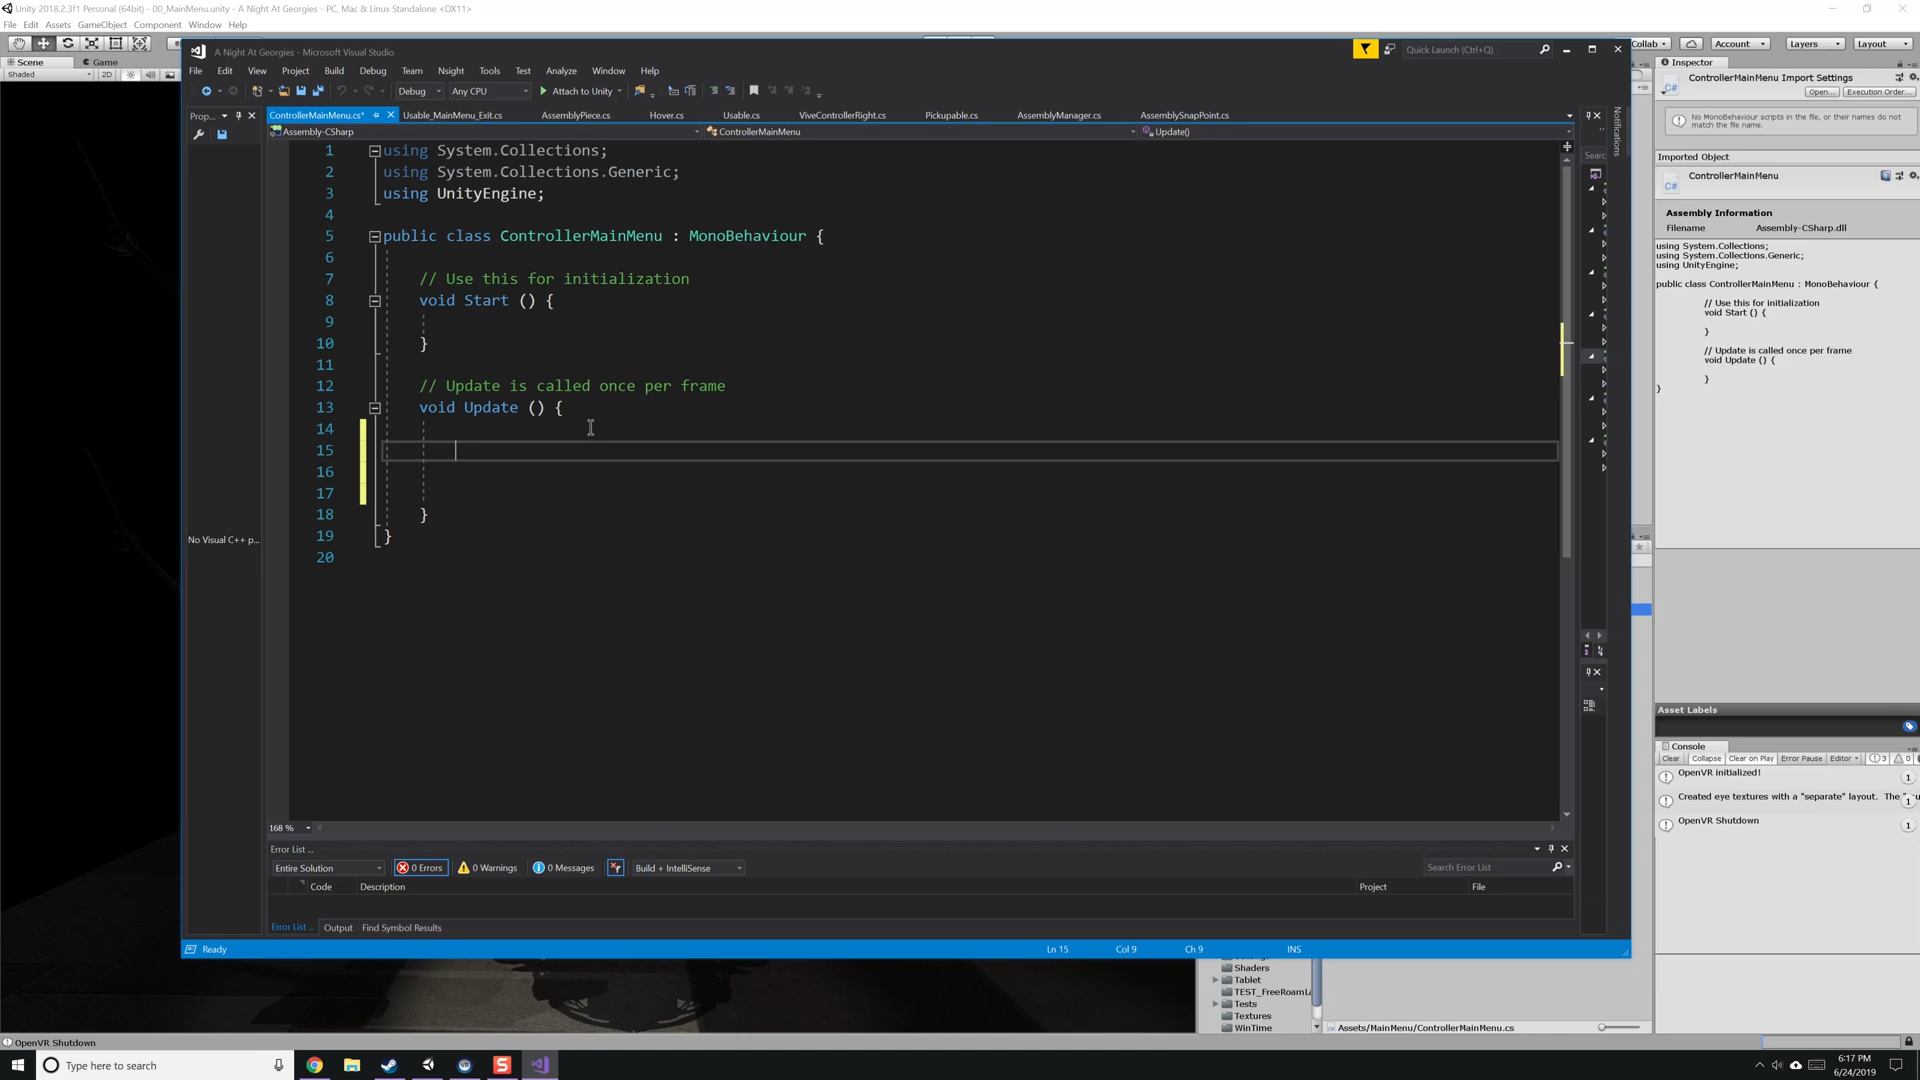 Unity 2018.2.3f1 Personal (64bit) - 00_MainMenu.unity - A Night At Georgies - PC, Mac & Linux Standalone <DX11>
File Edit Assets GameObject Component Window Help
Collab Account Layers Layout
Scene Game
Shaded 2D
A Night At Georgies - Microsoft Visual Studio
Quick Launch (Ctrl+Q)
File Edit View Project Build Debug Team Nsight Tools Test Analyze Window Help
Debug Any CPU Attach to Unity
Prop...
ControllerMainMenu.cs* Usable_MainMenu_Exit.cs AssemblyPiece.cs Hover.cs Usable.cs ViveControllerRight.cs Pickupable.cs AssemblyManager.cs AssemblySnapPoint.cs
Assembly-CSharp ControllerMainMenu Update()
1 using System.Collections;
2 using System.Collections.Generic;
3 using UnityEngine;
4
5 public class ControllerMainMenu : MonoBehaviour {
6
7 // Use this for initialization
8 void Start () {
9
10 }
11
12 // Update is called once per frame
13 void Update () {
14
15
16
17
18 }
19 }
20
No Visual C++ p...
168 %
Error List ...
Entire Solution 0 Errors 0 Warnings 0 Messages Build + IntelliSense Search Error List
Code Description Project File
Error List ... Output Find Symbol Results
Ready Ln 15 Col 9 Ch 9 INS
Notifications
Searc
Inspector
ControllerMainMenu Import Settings
Open... Execution Order...
No MonoBehaviour scripts in the file, or their names do not
match the file name.
Imported Object
ControllerMainMenu
Assembly Information
Filename Assembly-CSharp.dll
using System.Collections;
using System.Collections.Generic;
using UnityEngine;
public class ControllerMainMenu : MonoBehaviour {
// Use this for initialization
void Start () {
}
// Update is called once per frame
void Update () {
}
}
Asset Labels
Console
Clear Collapse Clear on Play Error Pause Editor 3 0
OpenVR initialized! 1
Created eye textures with a "separate" layout. The 1
OpenVR Shutdown 1
Shaders
Tablet
TEST_FreeRoamLa
Tests
Textures
WinTime
Assets/MainMenu/ControllerMainMenu.cs
OpenVR Shutdown
Type here to search
6:17 PM
6/24/2019